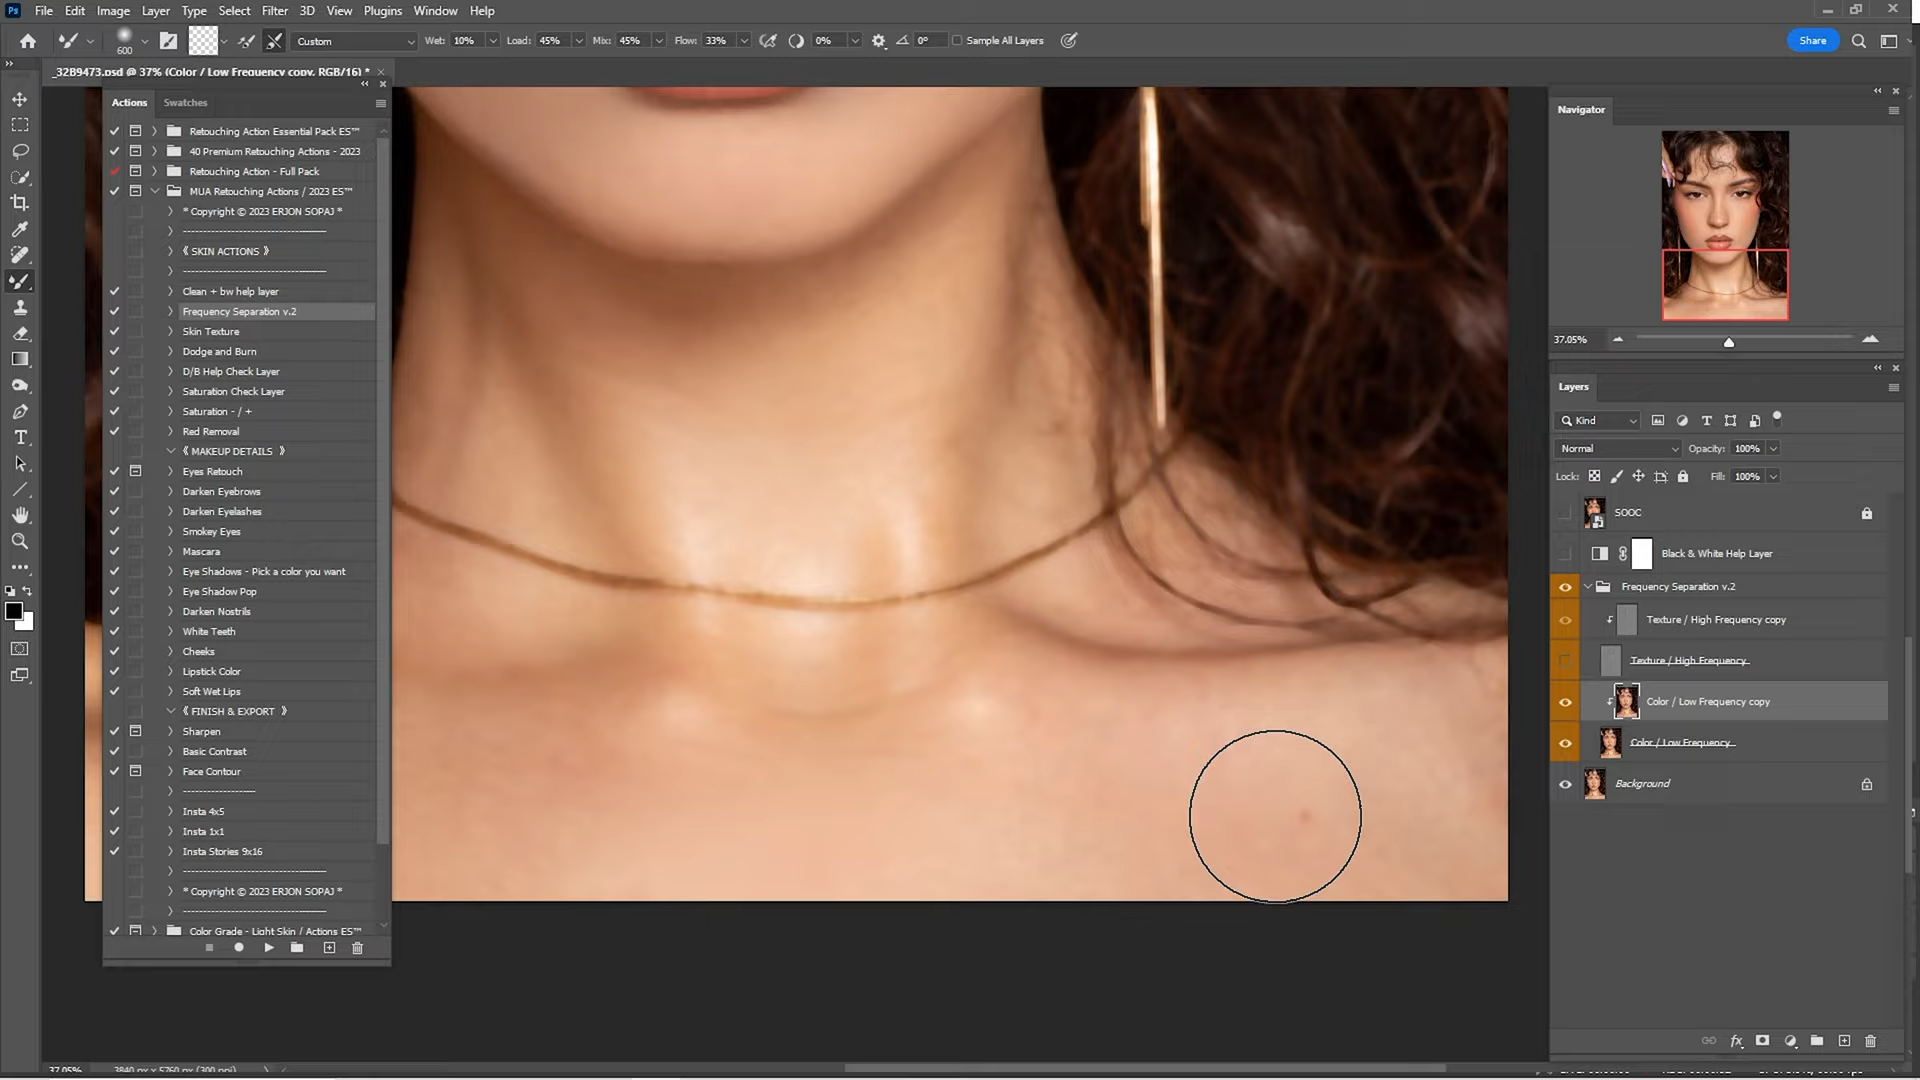 Ps File Edit Image Layer Type Select Filter 3D View Plugins Window Help
600 Custom Wet: 10% Load: 45% Mix: 45% Flow: 33% 0% 0° Sample All Layers Share
_32B9473.psd @ 37% (Color / Low Frequency copy, RGB/16) *
Actions Swatches
Retouching Action Essential Pack ES™
40 Premium Retouching Actions - 2023
Retouching Action - Full Pack
MUA Retouching Actions / 2023 ES™
* Copyright © 2023 ERJON SOPAJ *
--------------------------------------
《 SKIN ACTIONS 》
--------------------------------------
Clean + bw help layer
Frequency Separation v.2
Skin Texture
Dodge and Burn
D/B Help Check Layer
Saturation Check Layer
Saturation - / +
Red Removal
《 MAKEUP DETAILS 》
Eyes Retouch
Darken Eyebrows
Darken Eyelashes
Smokey Eyes
Mascara
Eye Shadows - Pick a color you want
Eye Shadow Pop
Darken Nostrils
White Teeth
Cheeks
Lipstick Color
Soft Wet Lips
《 FINISH & EXPORT 》
Sharpen
Basic Contrast
Face Contour
-------------------
Insta 4x5
Insta 1x1
Insta Stories 9x16
--------------------------------------
* Copyright © 2023 ERJON SOPAJ *
--------------------------------------
Color Grade - Light Skin / Actions ES™
Navigator
37.05%
Layers
Kind
Normal Opacity: 100%
Lock: Fill: 100%
SOOC
Black & White Help Layer
Frequency Separation v.2
Texture / High Frequency copy
Texture / High Frequency
Color / Low Frequency copy
Color / Low Frequency
Background
fx
37.05% 3840 px x 5760 px (300 ppi)